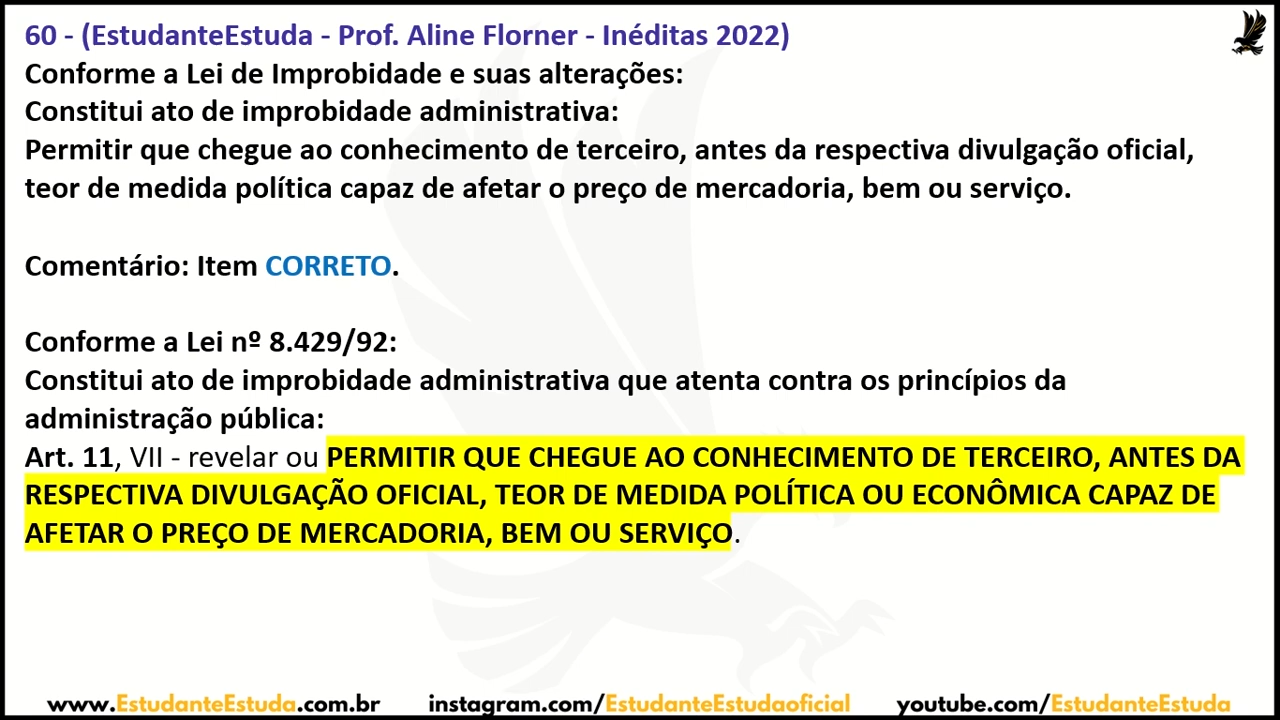 60 - (EstudanteEstuda - Prof. Aline Florner - Inéditas 2022)
Conforme a Lei de Improbidade e suas alterações:
Constitui ato de improbidade administrativa:
Permitir que chegue ao conhecimento de terceiro, antes da respectiva divulgação oficial,
teor de medida política capaz de afetar o preço de mercadoria, bem ou serviço.
Comentário: Item CORRETO.
Conforme a Lei nº 8.429/92:
Constitui ato de improbidade administrativa que atenta contra os princípios da
administração pública:
Art. 11, VII - revelar ou PERMITIR QUE CHEGUE AO CONHECIMENTO DE TERCEIRO, ANTES DA
RESPECTIVA DIVULGAÇÃO OFICIAL, TEOR DE MEDIDA POLÍTICA OU ECONÔMICA CAPAZ DE
AFETAR O PREÇO DE MERCADORIA, BEM OU SERVIÇO.
www.EstudanteEstuda.com.br instagram.com/EstudanteEstudaoficial youtube.com/EstudanteEstuda